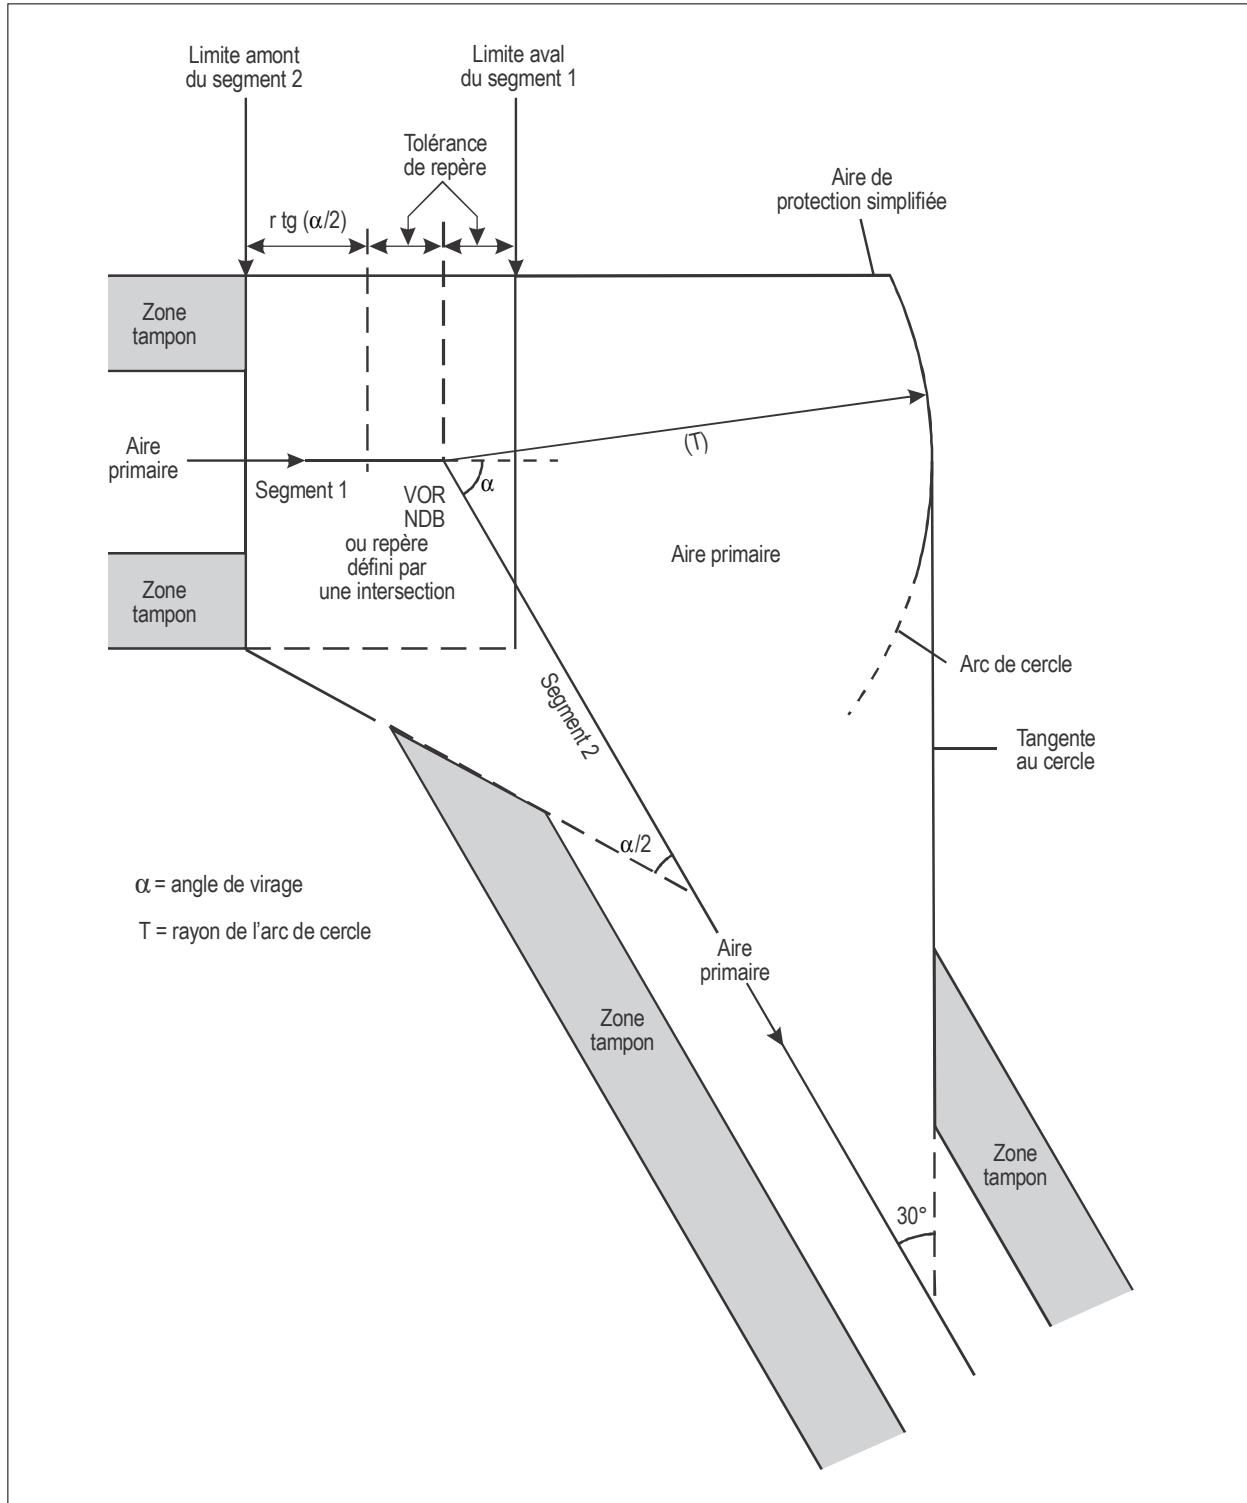 Limite amont
du segment 2
Limite aval
du segment 1
Tolérance
de repère
Aire de
protection simplifiée
r tg (α/2)
Zone
tampon
(T)
Aire
primaire
α
Segment 1
VOR
NDB
ou repère
défini par
une intersection
Aire primaire
Zone
tampon
Arc de cercle
Segment 2
Tangente
au cercle
α/2
α = angle de virage
T = rayon de l'arc de cercle
Aire
primaire
Zone
tampon
Zone
tampon
30°